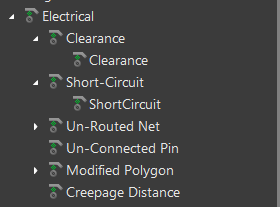 Electrical
Clearance
Clearance
Short-Circuit
ShortCircuit
Un-Routed Net
Un-Connected Pin
Modified Polygon
Creepage Distance